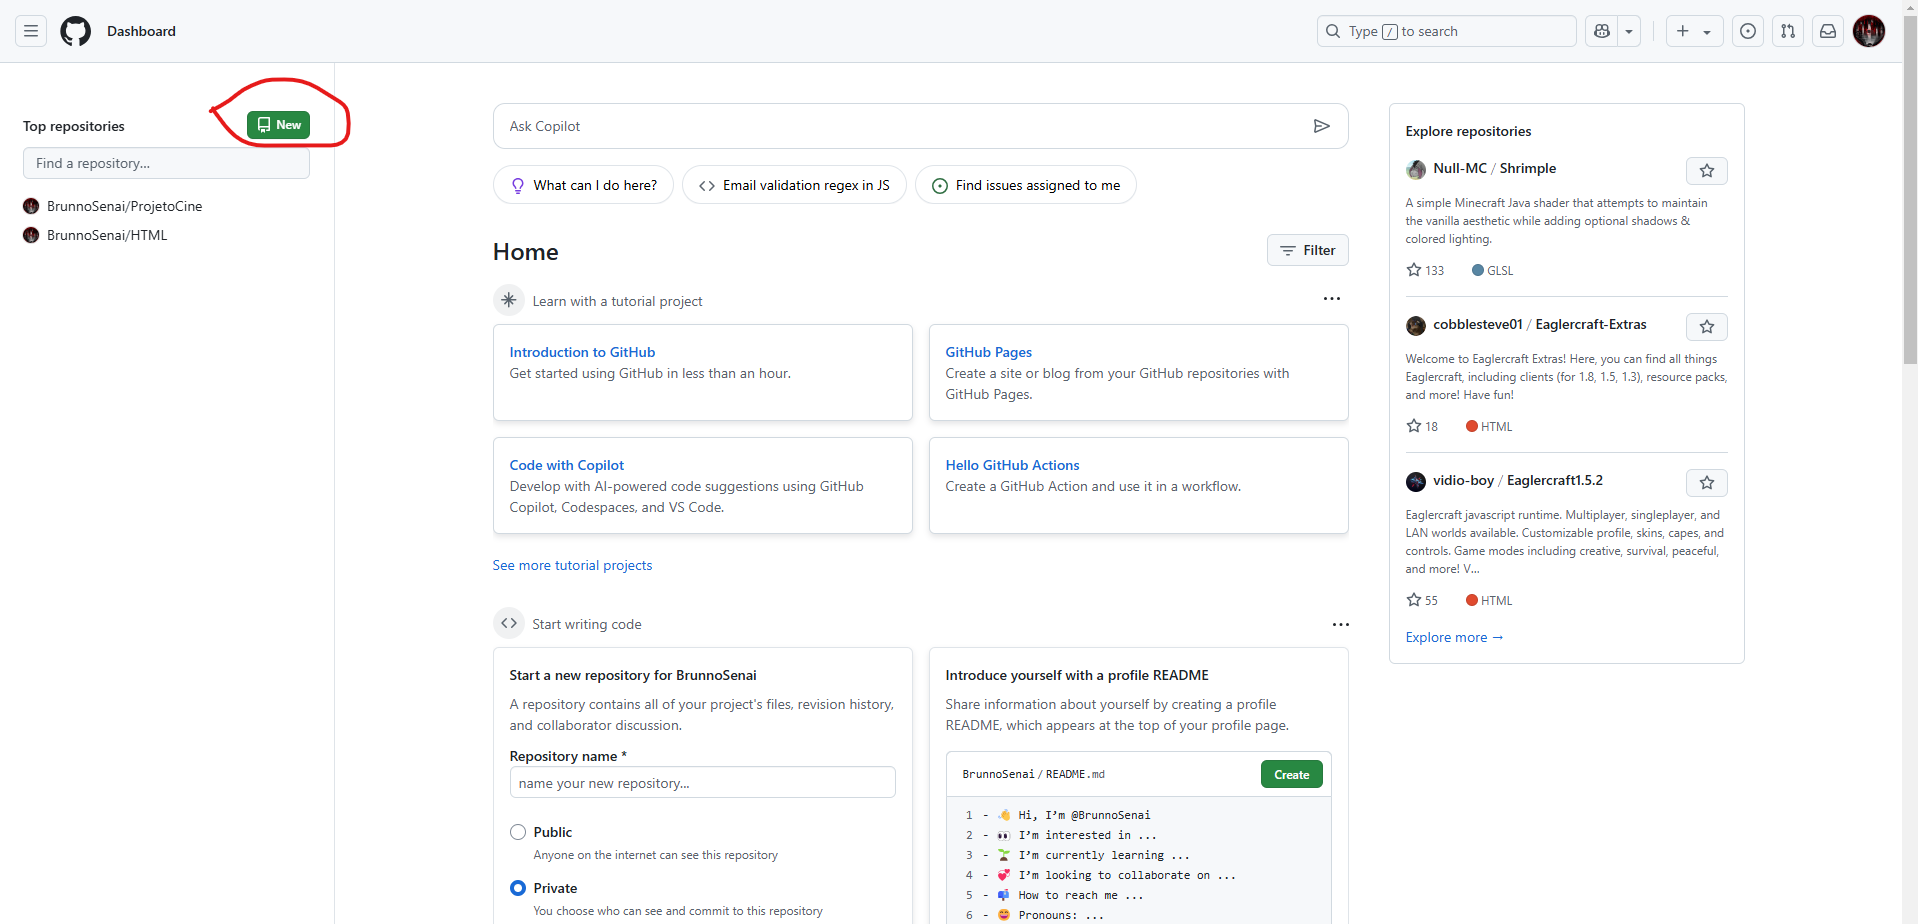 Dashboard
Type / to search
Top repositories
New
Find a repository...
BrunnoSenai/ProjetoCine
BrunnoSenai/HTML
Ask Copilot
What can I do here?
Email validation regex in JS
Find issues assigned to me
Home
Filter
Learn with a tutorial project
Introduction to GitHub
Get started using GitHub in less than an hour.
GitHub Pages
Create a site or blog from your GitHub repositories with
GitHub Pages.
Code with Copilot
Develop with AI-powered code suggestions using GitHub
Copilot, Codespaces, and VS Code.
Hello GitHub Actions
Create a GitHub Action and use it in a workflow.
See more tutorial projects
Start writing code
Start a new repository for BrunnoSenai
A repository contains all of your project's files, revision history,
and collaborator discussion.
Repository name *
name your new repository...
Public
Anyone on the internet can see this repository
Private
You choose who can see and commit to this repository
Introduce yourself with a profile README
Share information about yourself by creating a profile
README, which appears at the top of your profile page.
BrunnoSenai / README.md
Create
1 - 👋 Hi, I'm @BrunnoSenai
2 - 👀 I'm interested in ...
3 - 🌱 I'm currently learning ...
4 - 💞️ I'm looking to collaborate on ...
5 - 📫 How to reach me ...
6 - 😄 Pronouns: ...
Explore repositories
Null-MC / Shrimple
A simple Minecraft Java shader that attempts to maintain
the vanilla aesthetic while adding optional shadows &
colored lighting.
133 GLSL
cobblesteve01 / Eaglercraft-Extras
Welcome to Eaglercraft Extras! Here, you can find all things
Eaglercraft, including clients (for 1.8, 1.5, 1.3), resource packs,
and more! Have fun!
18 HTML
vidio-boy / Eaglercraft1.5.2
Eaglercraft javascript runtime. Multiplayer, singleplayer, and
LAN worlds available. Customizable profile, skins, capes, and
controls. Game modes including creative, survival, peaceful,
and more! V...
55 HTML
Explore more →